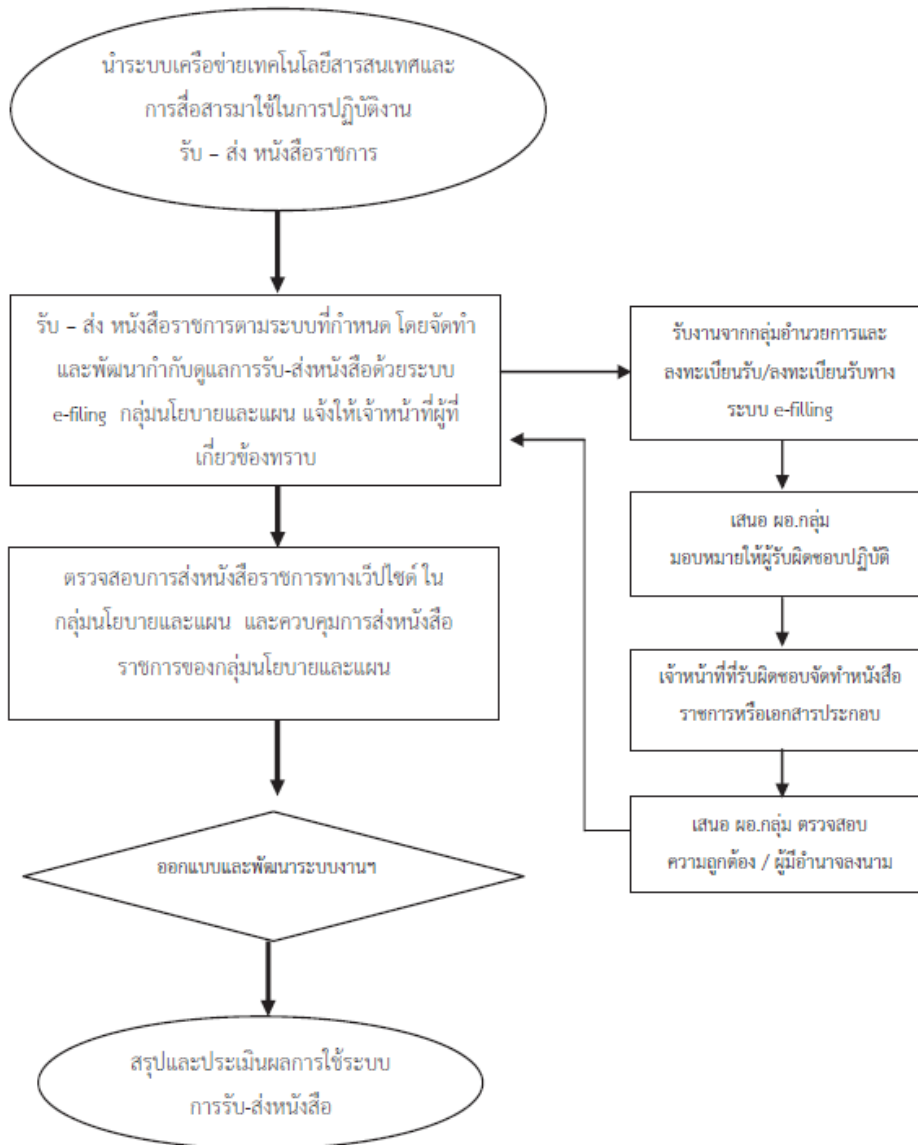 นำระบบเครือข่ายเทคโนโลยีสารสนเทศและ
การสื่อสารมาใช้ในการปฏิบัติงาน
รับ – ส่ง หนังสือราชการ
รับ – ส่ง หนังสือราชการตามระบบที่กำหนด โดยจัดทำ
และพัฒนากำกับดูแลการรับ-ส่งหนังสือด้วยระบบ
e-filing กลุ่มนโยบายและแผน แจ้งให้เจ้าหน้าที่ผู้ที่
เกี่ยวข้องทราบ
รับงานจากกลุ่มอำนวยการและ
ลงทะเบียนรับ/ลงทะเบียนรับทาง
ระบบ e-filling
เสนอ ผอ.กลุ่ม
มอบหมายให้ผู้รับผิดชอบปฏิบัติ
เจ้าหน้าที่ที่รับผิดชอบจัดทำหนังสือ
ราชการหรือเอกสารประกอบ
เสนอ ผอ.กลุ่ม ตรวจสอบ
ความถูกต้อง / ผู้มีอำนาจลงนาม
ตรวจสอบการส่งหนังสือราชการทางเว็ปไซต์ ใน
กลุ่มนโยบายและแผน และควบคุมการส่งหนังสือ
ราชการของกลุ่มนโยบายและแผน
ออกแบบและพัฒนาระบบงานฯ
สรุปและประเมินผลการใช้ระบบ
การรับ-ส่งหนังสือ